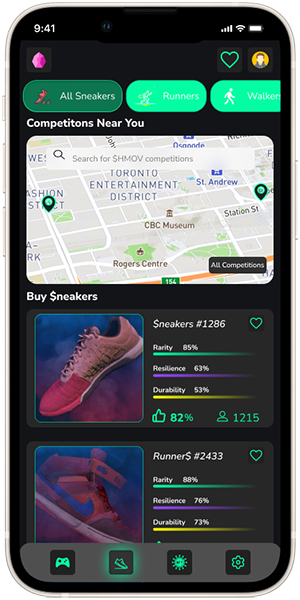 9:41
All Sneakers
Runners
Walker
Competitons Near You
Osgoode
WES
Search for $HMOV competitions
TORONTO
ENTERTAINMENT
DISTRICT
St. Andrew
ASHION
STRICT
CBC Museum
Station St
A-
RK
Rogers Centre
All Competitions
154
Buy $neakers
$neakers #1286
Rarity 85%
Resilience 63%
Durability 53%
82% 1215
Runner$ #2433
Rarity 88%
Resilience 76%
Durability 73%